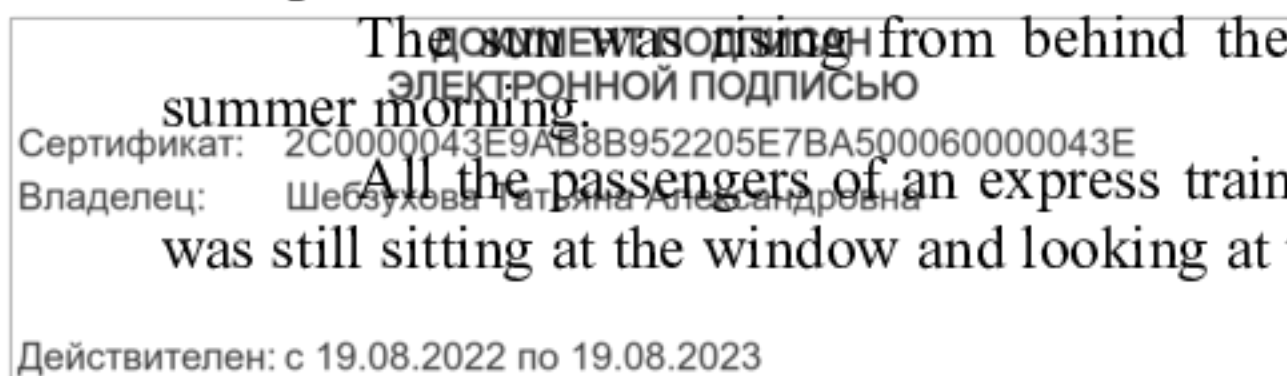 The sun was rising from behind the
ДОКУМЕНТ ПОДПИСАН
ЭЛЕКТРОННОЙ ПОДПИСЬЮ
summer morning.
Сертификат: 2C0000043E9AB8B952205E7BA500060000043E
All the passengers of an express train
Владелец: Шебзухова Татьяна Александровна
was still sitting at the window and looking at
Действителен: с 19.08.2022 по 19.08.2023